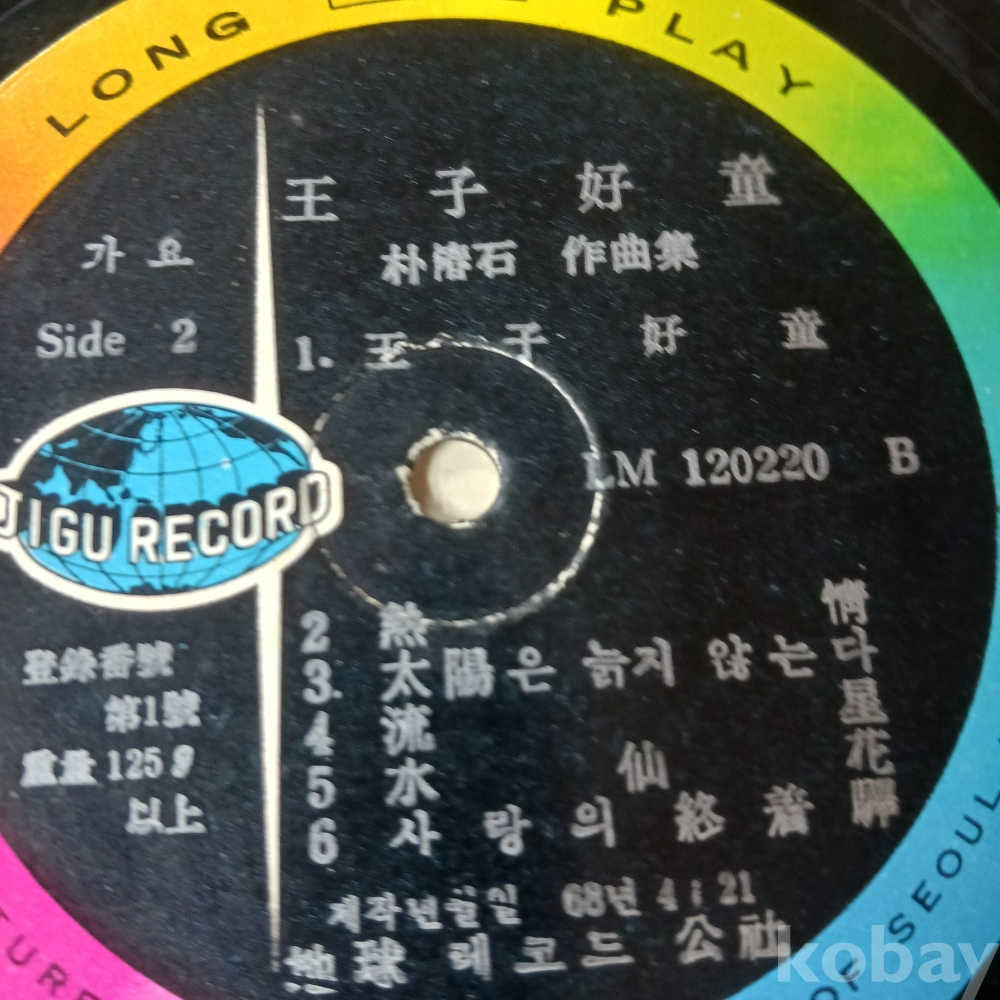 LONG PLAY
王子好童
가요
朴椿石 作曲集
Side 2
1. 王子好童
LM 120220 B
JIGU RECORD
2 熱情
3. 太陽은 늙지 않는다
4 流星
5 水仙花
6 사랑의 終着驛
登錄番號
第1號
重量 125g
以上
제작년월일 68년 4 : 21
地球 레코드 公社
OF SEOUL
kobay